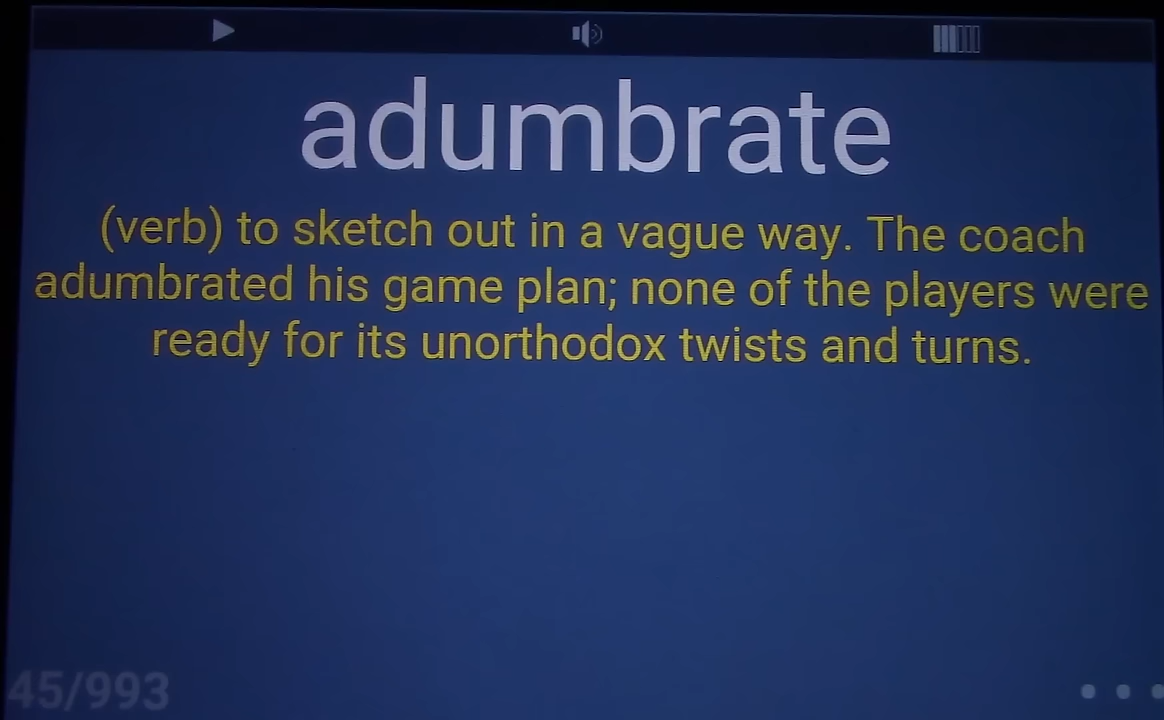 adumbrate
(verb) to sketch out in a vague way. The coach
adumbrated his game plan; none of the players were
ready for its unorthodox twists and turns.
45/993